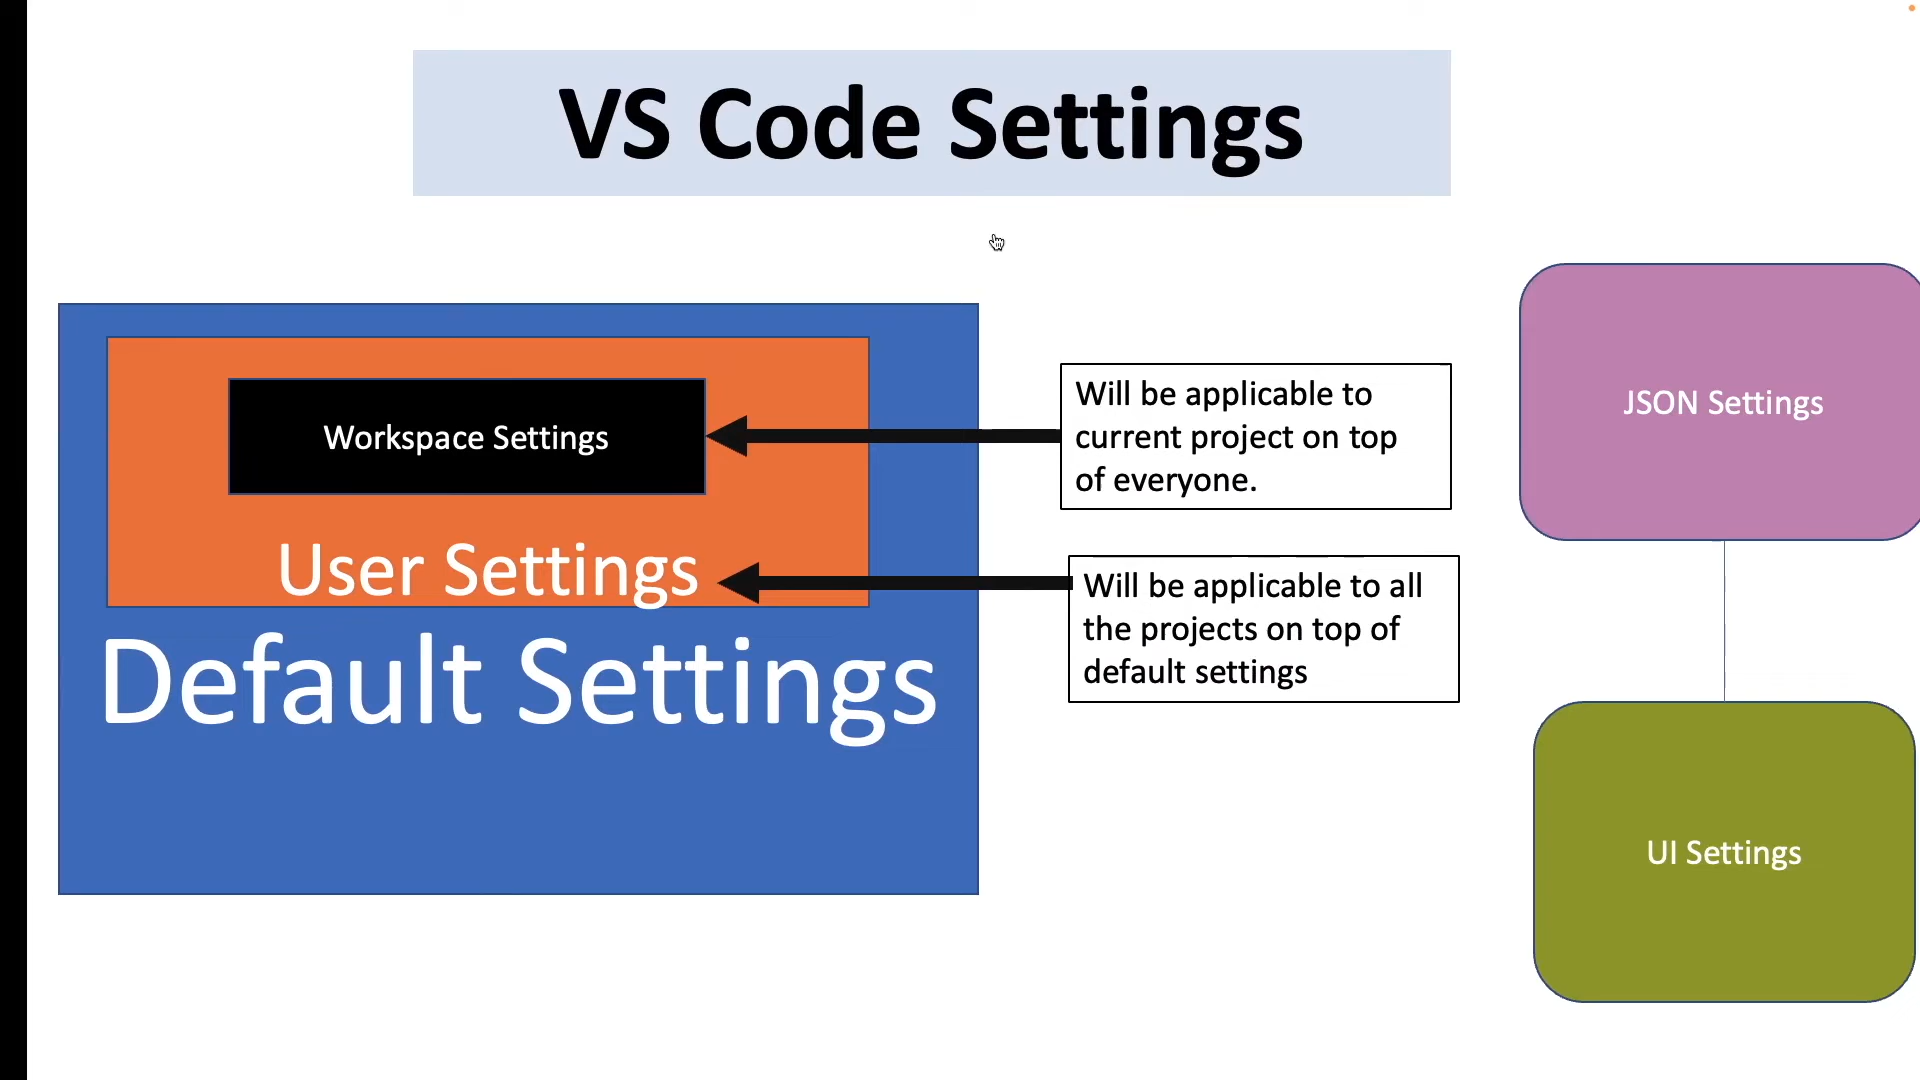 VS Code Settings
Workspace Settings
User Settings
Default Settings
Will be applicable to
current project on top
of everyone.
Will be applicable to all
the projects on top of
default settings
JSON Settings
UI Settings